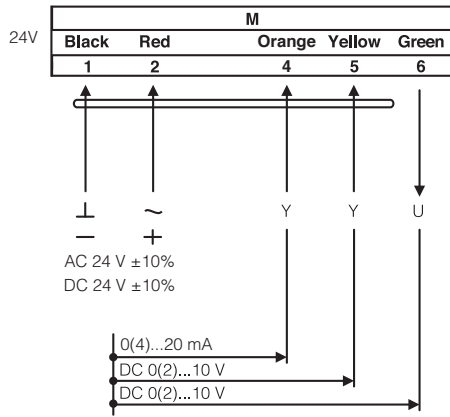 M
24V
Black Red Orange Yellow Green
1 2 4 5 6
⊥ ~ Y Y U
− +
AC 24 V ±10%
DC 24 V ±10%
0(4)...20 mA
DC 0(2)...10 V
DC 0(2)...10 V